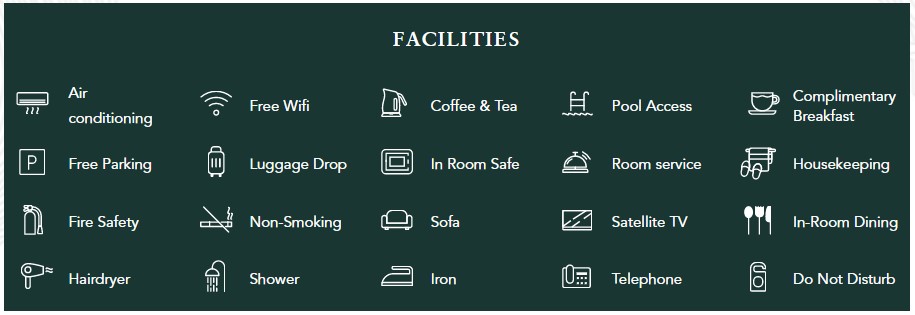 FACILITIES
Air
conditioning
Free Wifi
Coffee & Tea
Pool Access
Complimentary
Breakfast
P
Free Parking
Luggage Drop
In Room Safe
Room service
Housekeeping
Fire Safety
Non-Smoking
Sofa
Satellite TV
In-Room Dining
Hairdryer
Shower
Iron
Telephone
Do Not Disturb